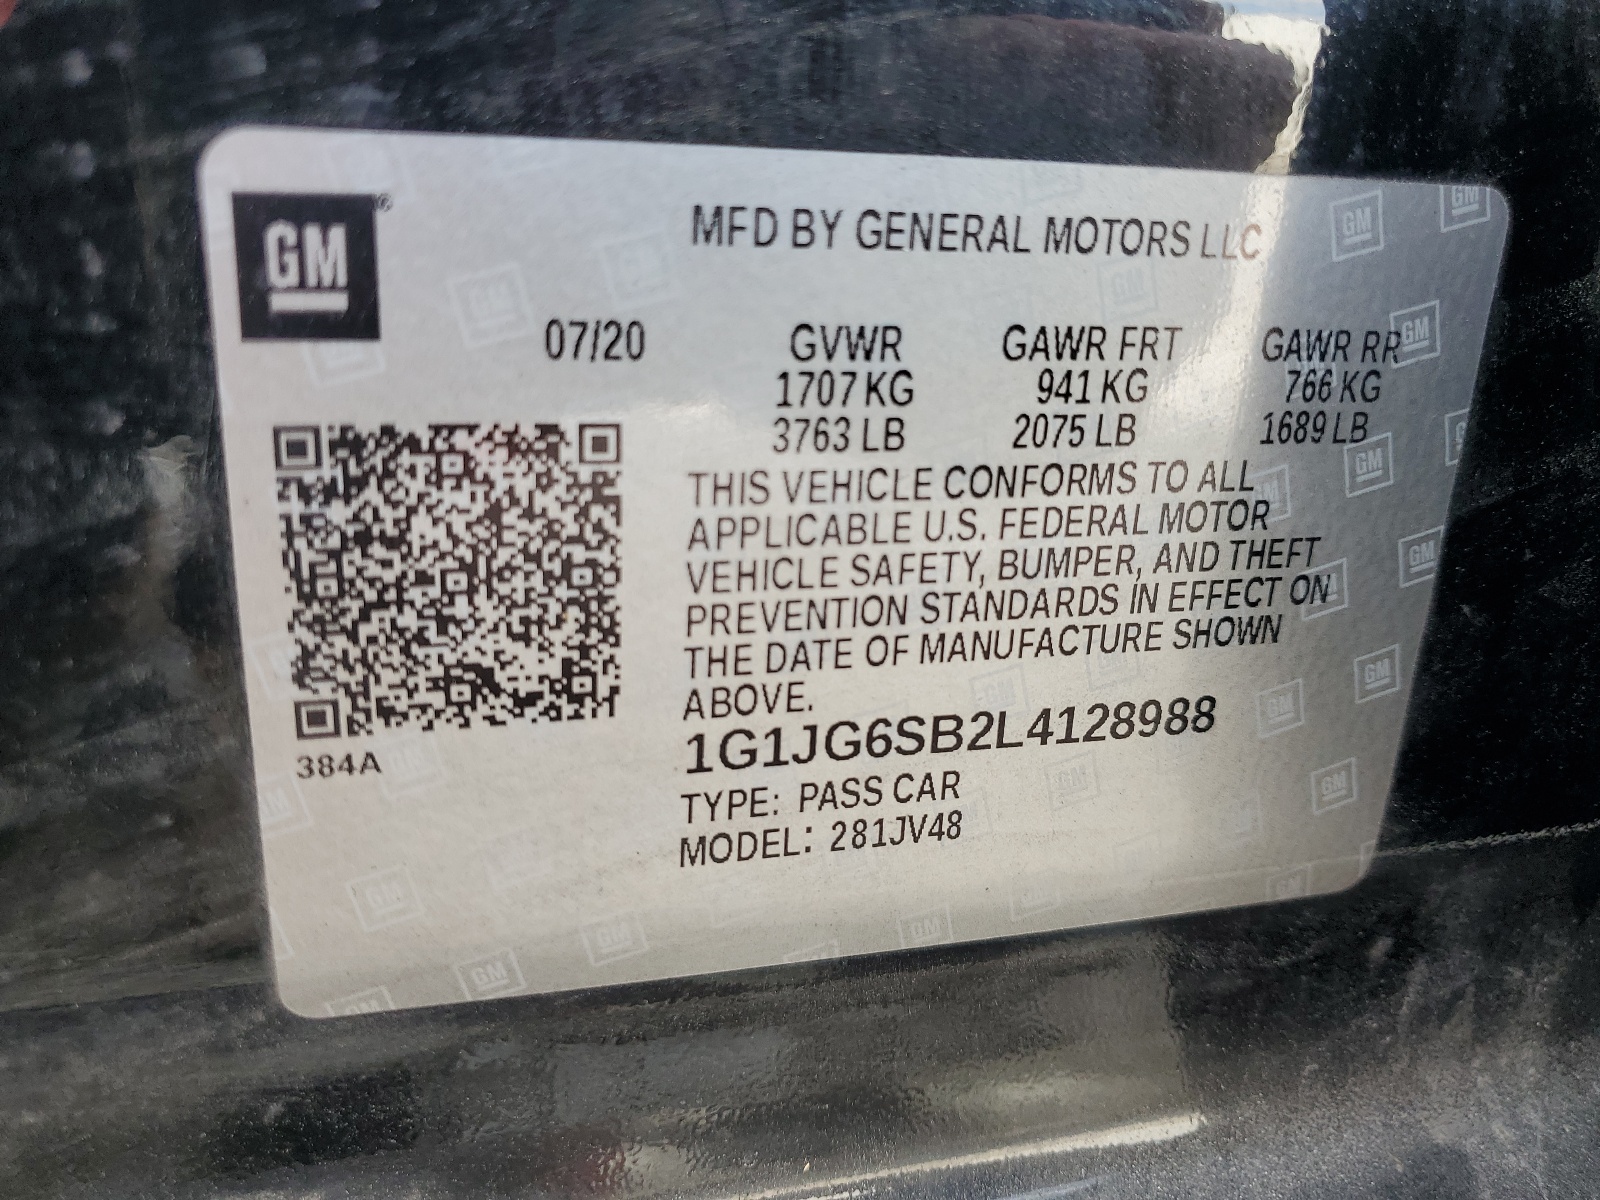 GM
MFD BY GENERAL MOTORS LLC
07/20 GVWR GAWR FRT GAWR RR
1707 KG 941 KG 766 KG
3763 LB 2075 LB 1689 LB
THIS VEHICLE CONFORMS TO ALL
APPLICABLE U.S. FEDERAL MOTOR
VEHICLE SAFETY, BUMPER, AND THEFT
PREVENTION STANDARDS IN EFFECT ON
THE DATE OF MANUFACTURE SHOWN
ABOVE.
1G1JG6SB2L4128988
384A
TYPE: PASS CAR
MODEL: 281JV48